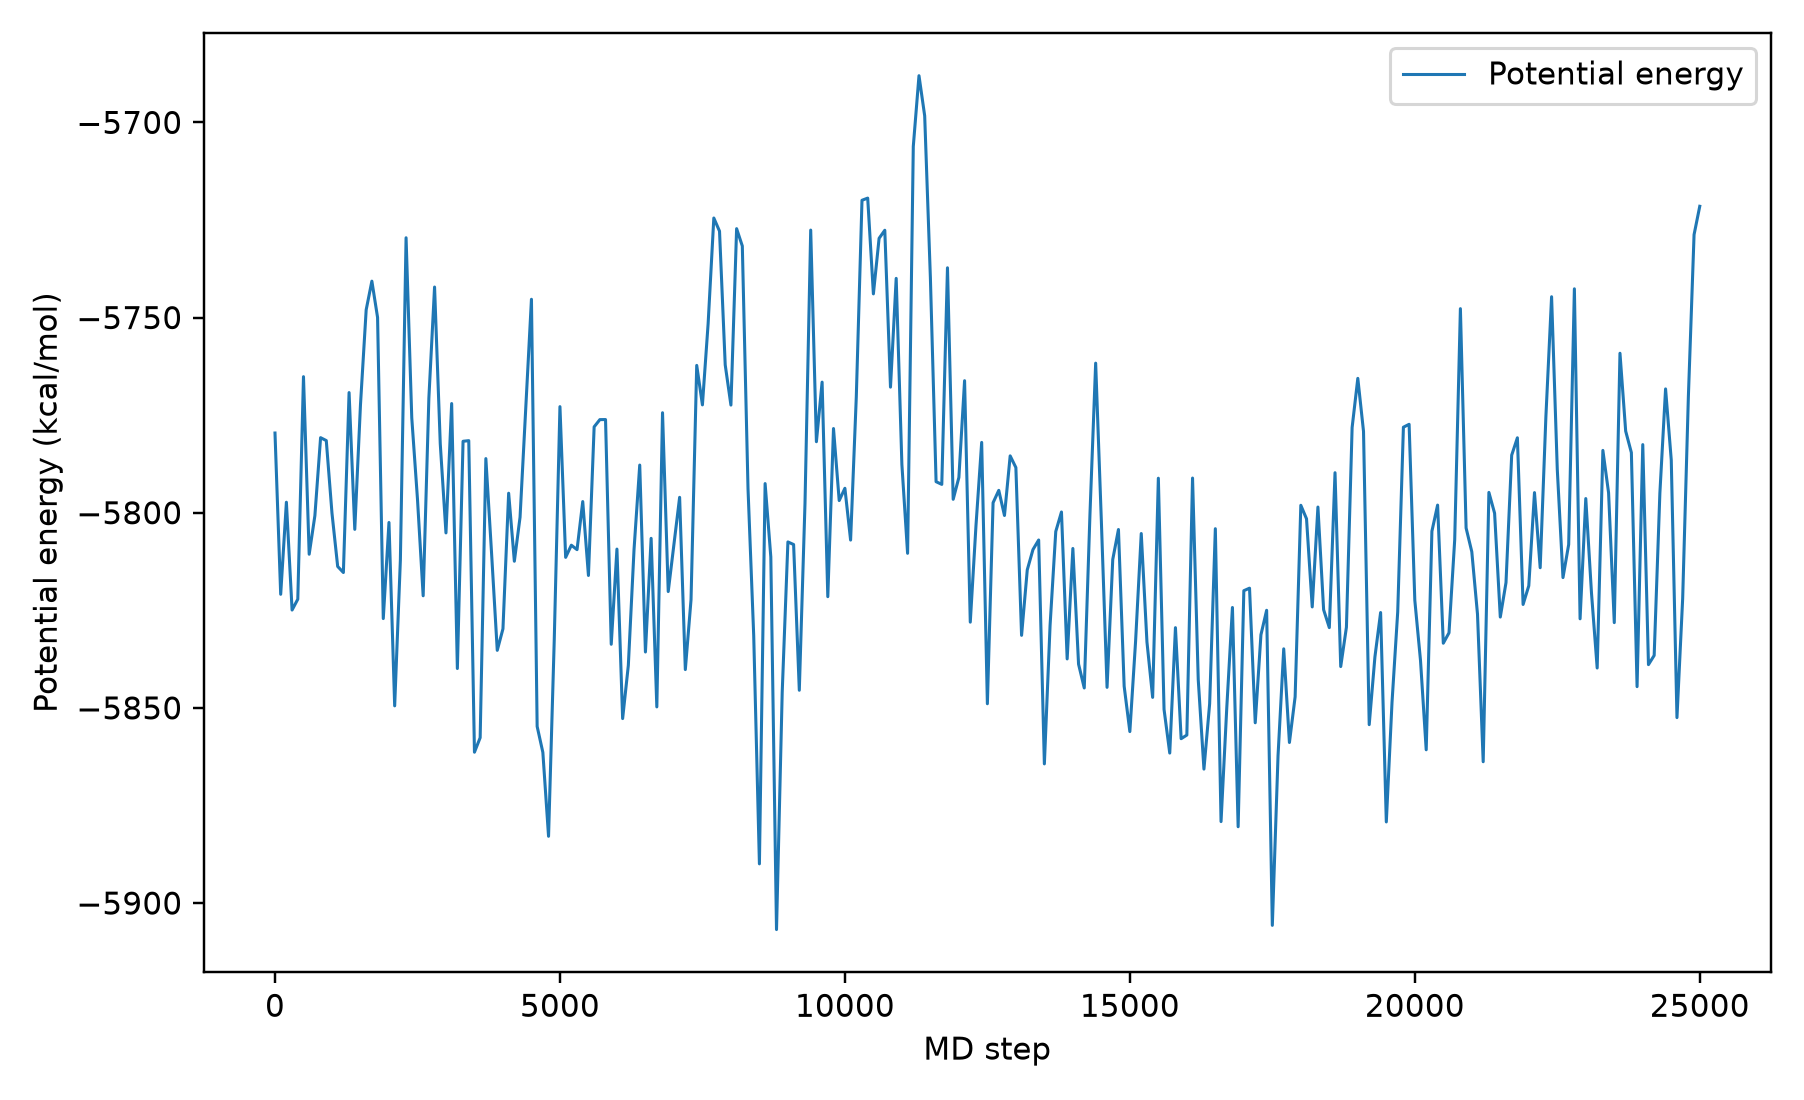 Potential energy
−5700
−5750
−5800
−5850
−5900
Potential energy (kcal/mol)
0 5000 10000 15000 20000 25000
MD step